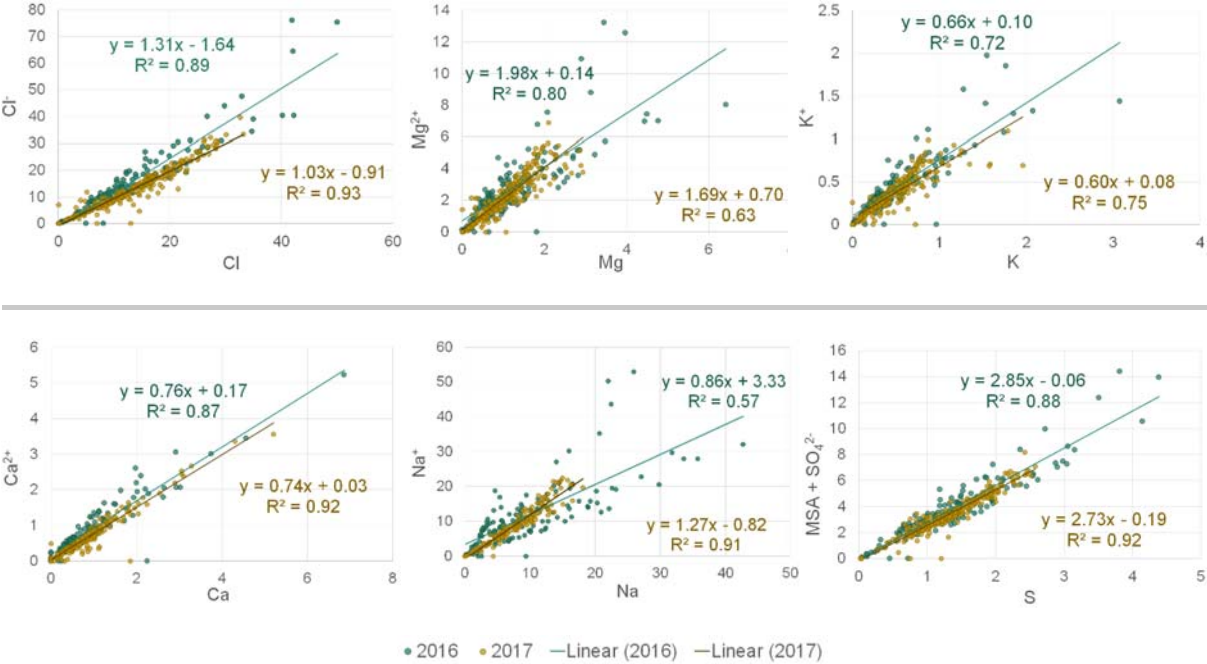 80
70
60
50
40
30
20
10
0
Cl-
y = 1.31x - 1.64
R² = 0.89
y = 1.03x - 0.91
R² = 0.93
0 20 40 60
Cl
14
12
10
8
6
4
2
0
Mg2+
y = 1.98x + 0.14
R² = 0.80
y = 1.69x + 0.70
R² = 0.63
0 2 4 6
Mg
2.5
2
1.5
1
0.5
0
K+
y = 0.66x + 0.10
R² = 0.72
y = 0.60x + 0.08
R² = 0.75
0 1 2 3 4
K
6
5
4
3
2
1
0
Ca2+
y = 0.76x + 0.17
R² = 0.87
y = 0.74x + 0.03
R² = 0.92
0 2 4 6 8
Ca
60
50
40
30
20
10
0
Na+
y = 0.86x + 3.33
R² = 0.57
y = 1.27x - 0.82
R² = 0.91
0 10 20 30 40 50
Na
16
14
12
10
8
6
4
2
0
MSA + SO₄2-
y = 2.85x - 0.06
R² = 0.88
y = 2.73x - 0.19
R² = 0.92
0 1 2 3 4 5
S
2016 2017 Linear (2016) Linear (2017)